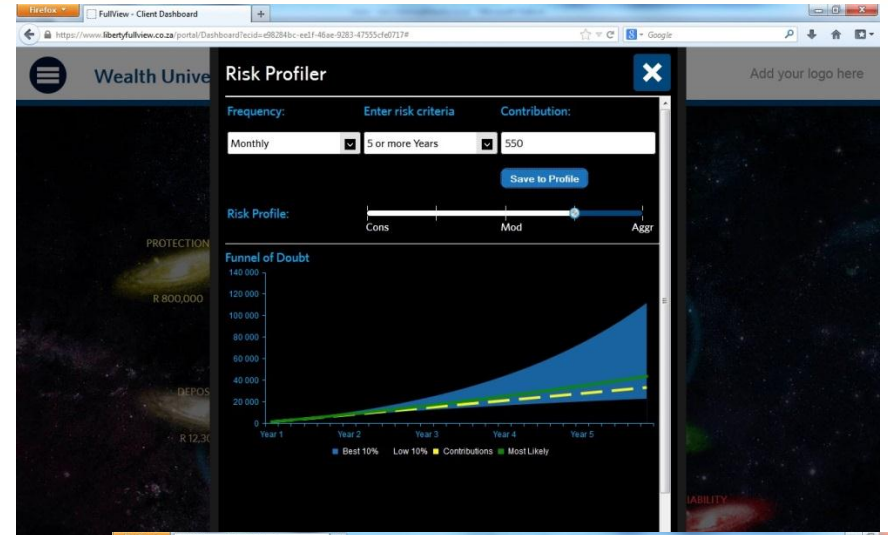 Firefox
FullView - Client Dashboard
+
https://www.libertyfullview.co.za/portal/Dashboard?ecid=e98284bc-ee1f-46ae-9283-47555cfe0717#
Google
Wealth Unive
Risk Profiler
Add your logo here
Frequency:
Enter risk criteria
Contribution:
Monthly
5 or more Years
550
Save to Profile
Risk Profile:
Cons
Mod
Aggr
PROTECTION
R 800,000
DEPOS
R 12,30
ABILITY
Funnel of Doubt
140 000
120 000
100 000
80 000
60 000
40 000
20 000
0
Year 1 Year 2 Year 3 Year 4 Year 5
Best 10% Low 10% Contributions Most Likely